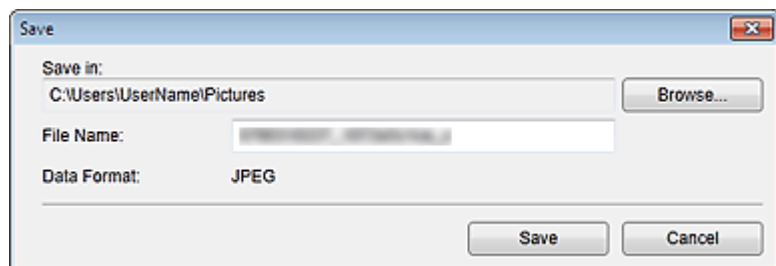 Save
Save in:
C:\Users\UserName\Pictures
Browse...
File Name:
Data Format: JPEG
Save Cancel